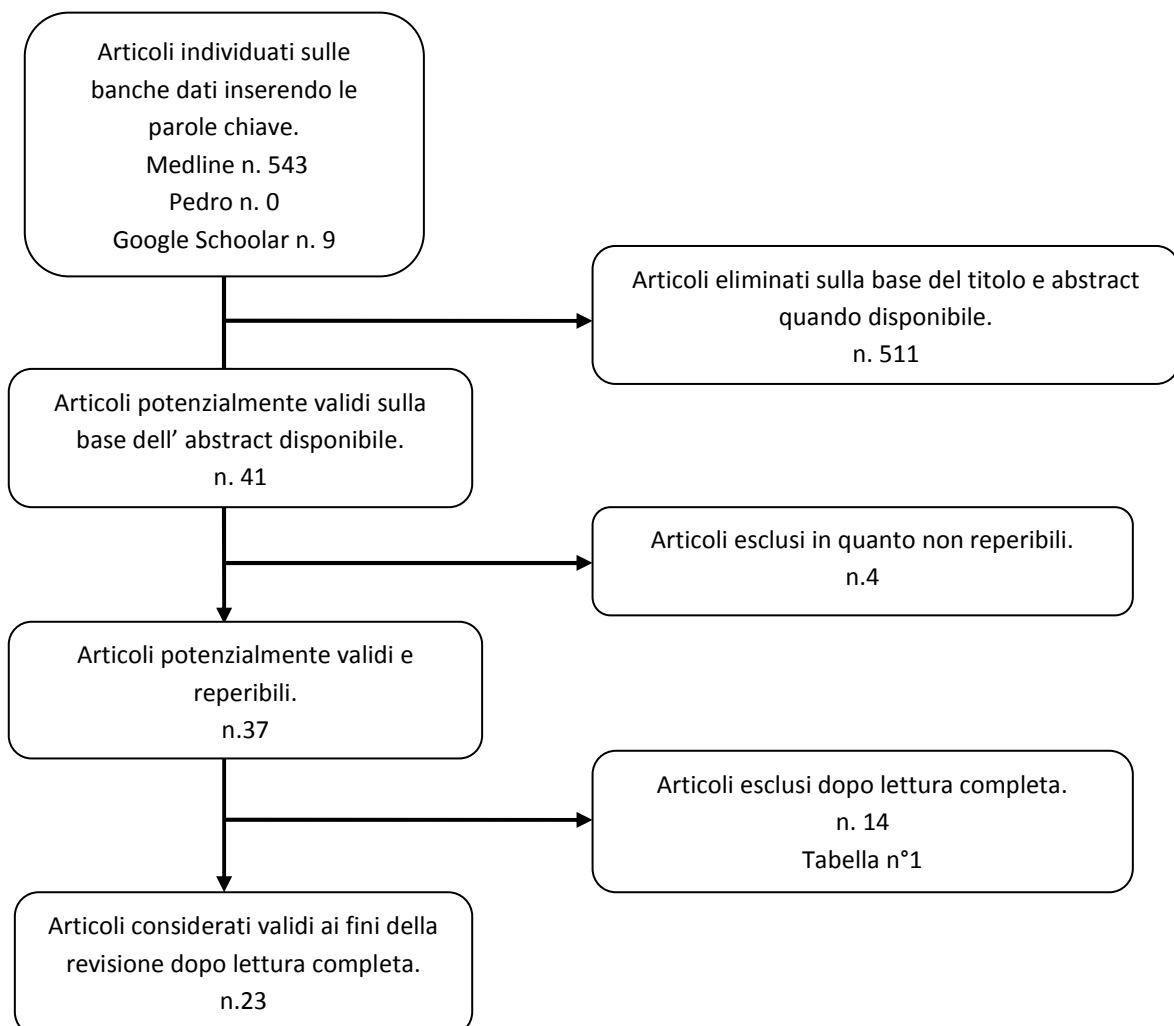 Articoli individuati sulle
banche dati inserendo le
parole chiave.
Medline n. 543
Pedro n. 0
Google Schoolar n. 9
Articoli eliminati sulla base del titolo e abstract
quando disponibile.
n. 511
Articoli potenzialmente validi sulla
base dell’ abstract disponibile.
n. 41
Articoli esclusi in quanto non reperibili.
n.4
Articoli potenzialmente validi e
reperibili.
n.37
Articoli esclusi dopo lettura completa.
n. 14
Tabella n°1
Articoli considerati validi ai fini della
revisione dopo lettura completa.
n.23